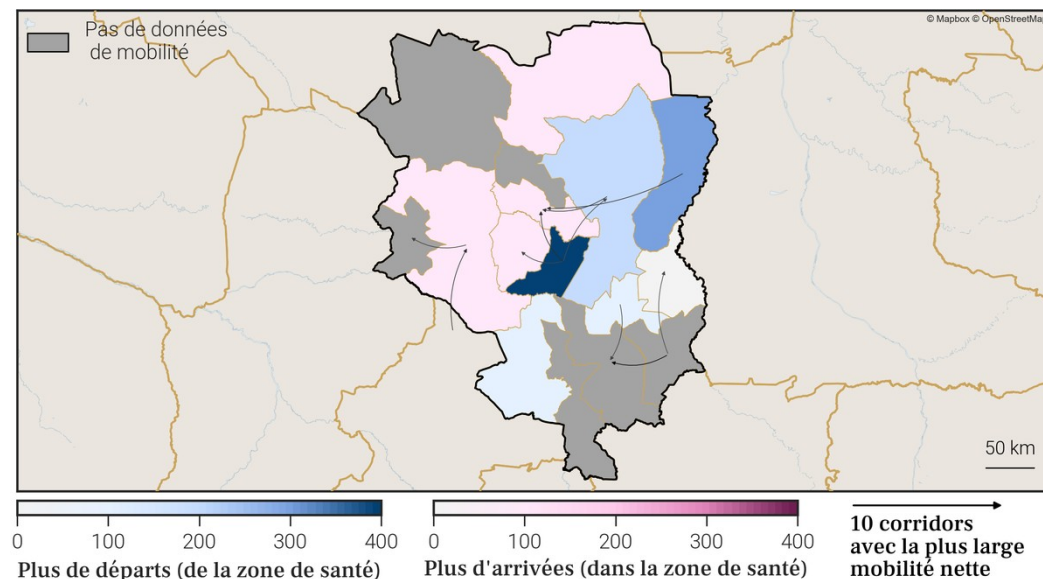 © Mapbox © OpenStreetMap
Pas de données
de mobilité
50 km
0 100 200 300 400
Plus de départs (de la zone de santé)
0 100 200 300 400
Plus d'arrivées (dans la zone de santé)
10 corridors
avec la plus large
mobilité nette